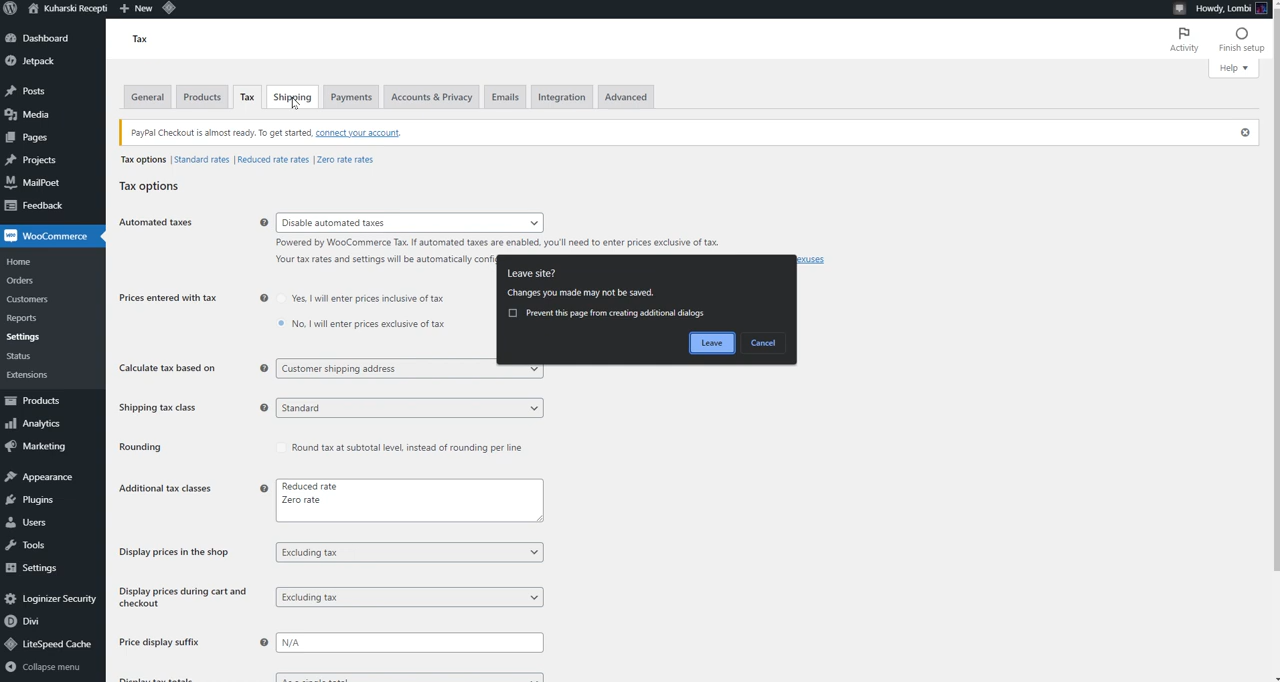 Kuharski Recepti
New
Howdy, Lombi
Dashboard
Jetpack
Posts
Media
Pages
Projects
MailPoet
Feedback
WooCommerce
Home
Orders
Customers
Reports
Settings
Status
Extensions
Products
Analytics
Marketing
Appearance
Plugins
Users
Tools
Settings
Loginizer Security
Divi
LiteSpeed Cache
Collapse menu
Tax
Activity
Finish setup
Help
General
Products
Tax
Shipping
Payments
Accounts & Privacy
Emails
Integration
Advanced
PayPal Checkout is almost ready. To get started, connect your account.
Tax options | Standard rates | Reduced rate rates | Zero rate rates
Tax options
Automated taxes
Disable automated taxes
Powered by WooCommerce Tax. If automated taxes are enabled, you'll need to enter prices exclusive of tax.
Your tax rates and settings will be automatically
Leave site?
Changes you made may not be saved.
Prevent this page from creating additional dialogs
Leave
Cancel
Prices entered with tax
Yes, I will enter prices inclusive of tax
No, I will enter prices exclusive of tax
Calculate tax based on
Customer shipping address
Shipping tax class
Standard
Rounding
Round tax at subtotal level, instead of rounding per line
Additional tax classes
Reduced rate
Zero rate
Display prices in the shop
Excluding tax
Display prices during cart and
checkout
Excluding tax
Price display suffix
N/A